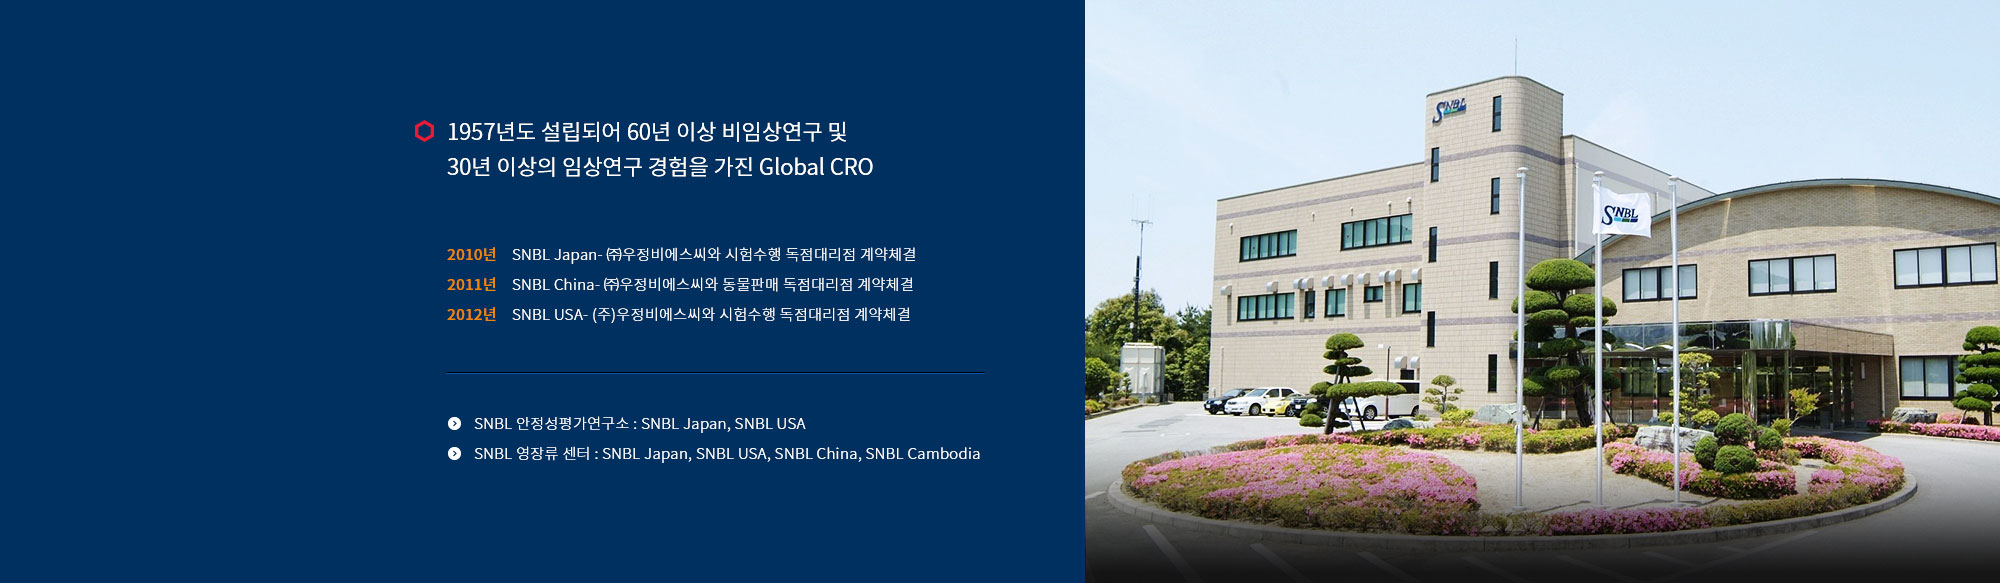 1957년도 설립되어 60년 이상 비임상연구 및
30년 이상의 임상연구 경험을 가진 Global CRO
2010년 SNBL Japan- ㈜우정비에스씨와 시험수행 독점대리점 계약체결
2011년 SNBL China- ㈜우정비에스씨와 동물판매 독점대리점 계약체결
2012년 SNBL USA- (주)우정비에스씨와 시험수행 독점대리점 계약체결
SNBL 안정성평가연구소 : SNBL Japan, SNBL USA
SNBL 영장류 센터 : SNBL Japan, SNBL USA, SNBL China, SNBL Cambodia
SNBL
SNBL